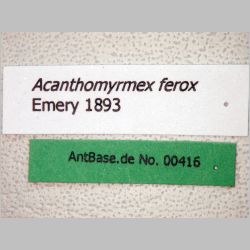 Acanthomyrmex ferox
Emery 1893
AntBase.de No. 00416